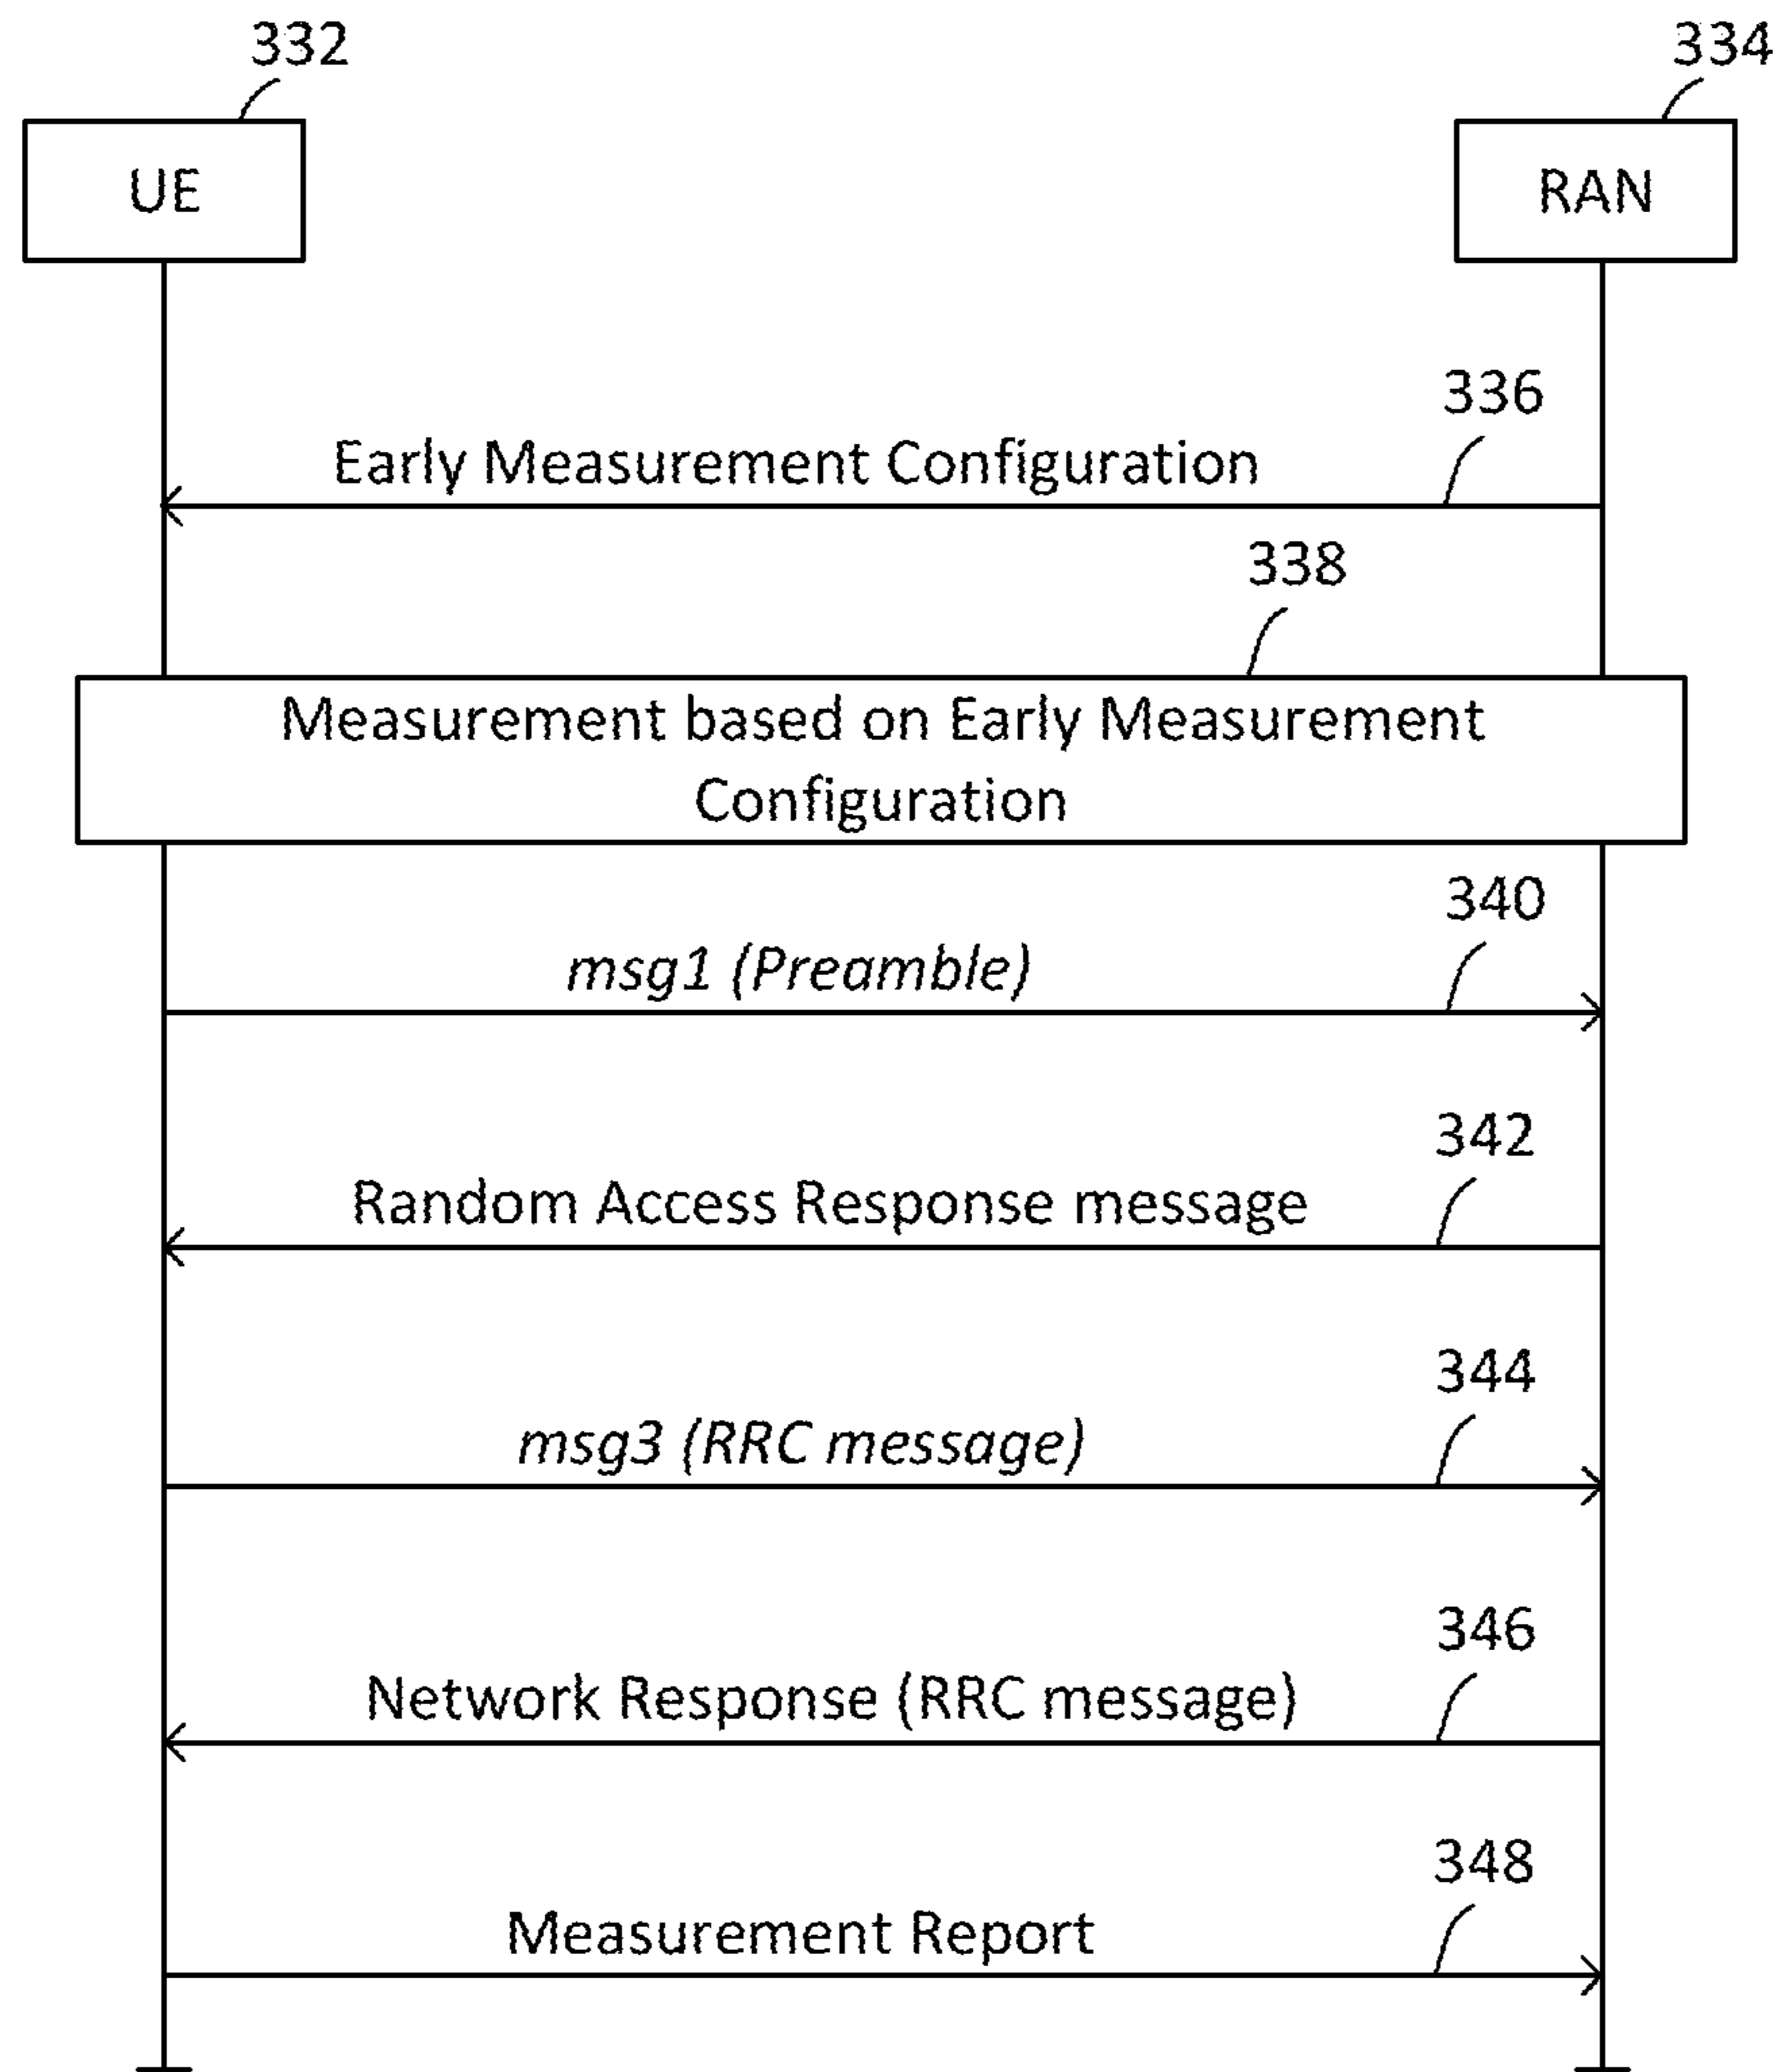 332
334
UE
RAN
336
Early Measurement Configuration
338
Measurement based on Early Measurement
Configuration
340
msg1 (Preamble)
342
Random Access Response message
344
msg3 (RRC message)
346
Network Response (RRC message)
348
Measurement Report